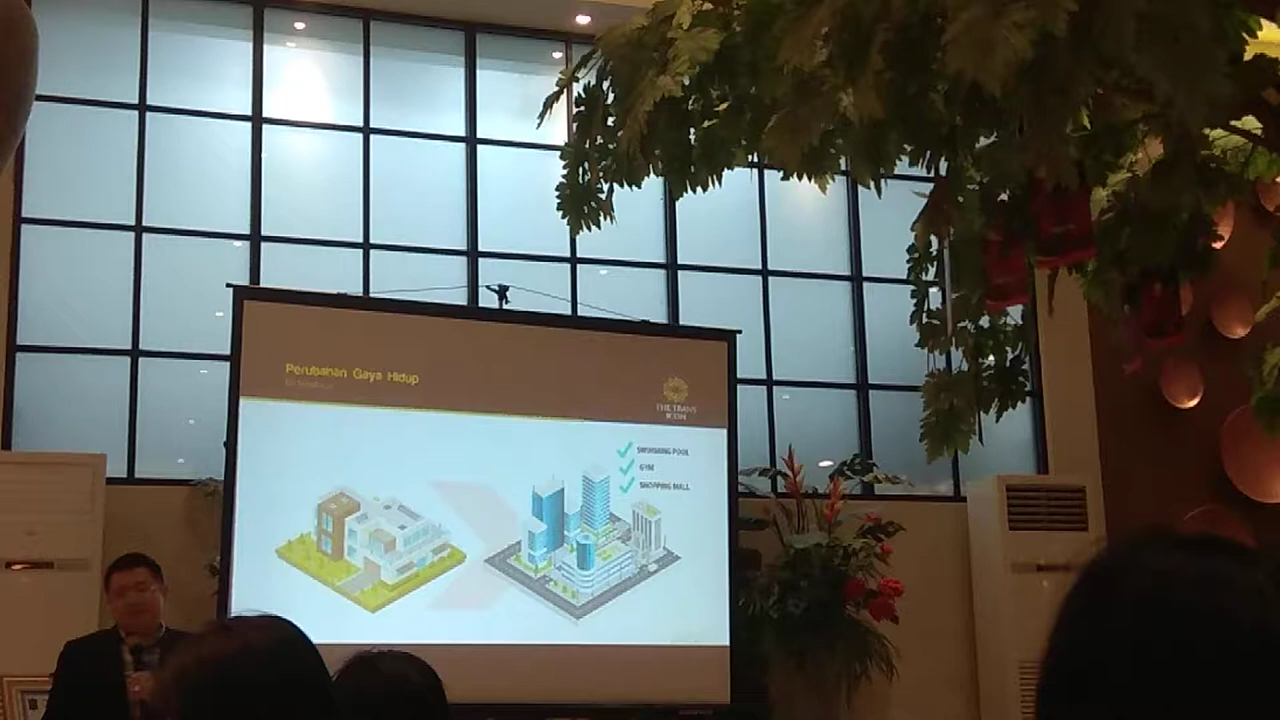 Perubahan Gaya Hidup
THE TRANS
ICON
SWIMMING POOL
GYM
SHOPPING MALL